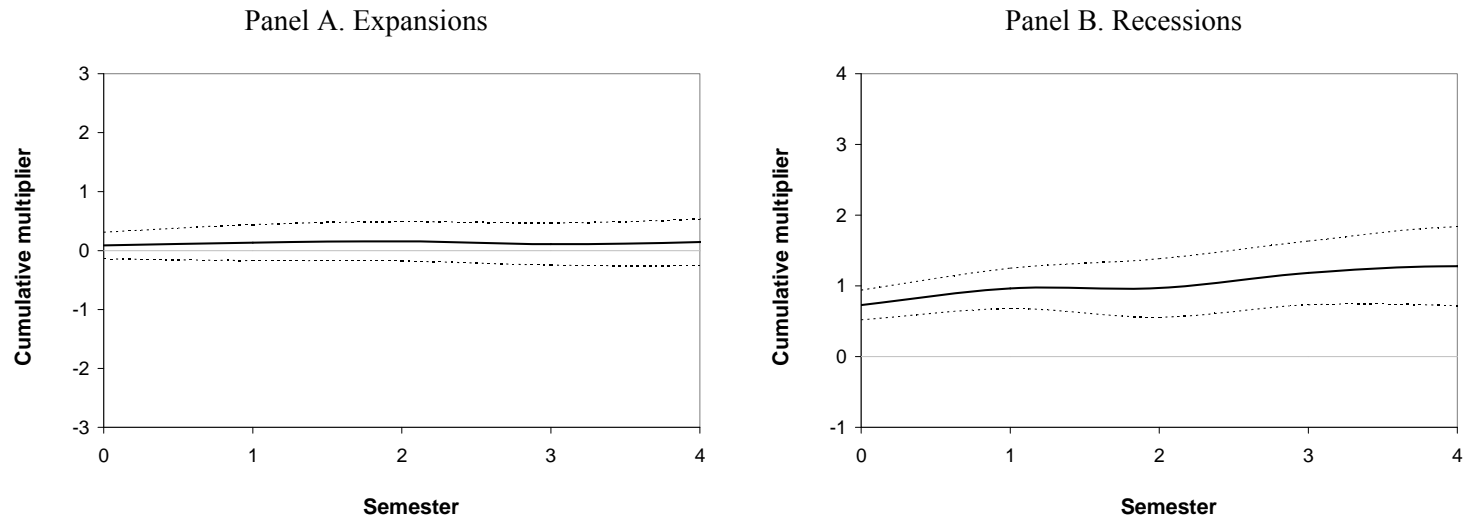 Panel A. Expansions
3
2
1
0
-1
-2
-3
Cumulative multiplier
0 1 2 3 4
Semester
Panel B. Recessions
4
3
2
1
0
-1
Cumulative multiplier
0 1 2 3 4
Semester